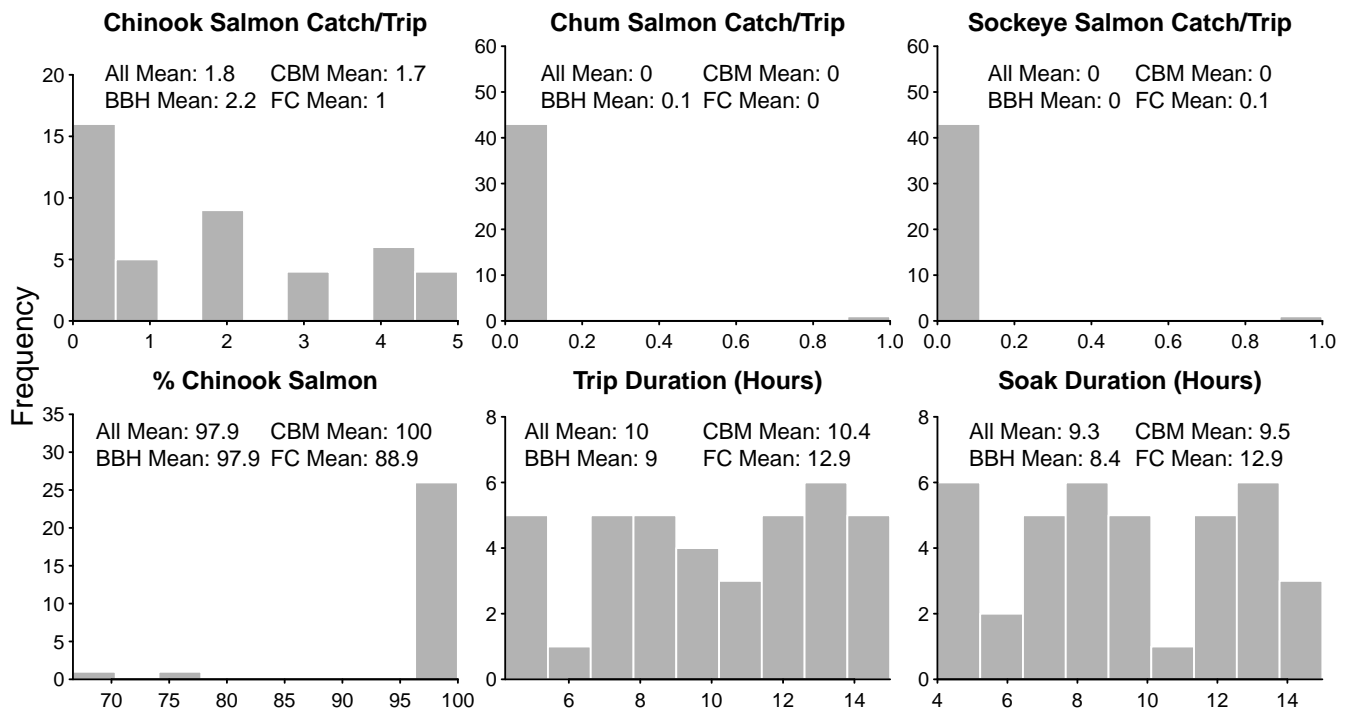 Chinook Salmon Catch/Trip
All Mean: 1.8 CBM Mean: 1.7
BBH Mean: 2.2 FC Mean: 1
20
15
10
5
0
0 1 2 3 4 5
Chum Salmon Catch/Trip
All Mean: 0 CBM Mean: 0
BBH Mean: 0.1 FC Mean: 0
60
50
40
30
20
10
0
0.0 0.2 0.4 0.6 0.8 1.0
Sockeye Salmon Catch/Trip
All Mean: 0 CBM Mean: 0
BBH Mean: 0 FC Mean: 0.1
60
50
40
30
20
10
0
0.0 0.2 0.4 0.6 0.8 1.0
Frequency
% Chinook Salmon
All Mean: 97.9 CBM Mean: 100
BBH Mean: 97.9 FC Mean: 88.9
35
30
25
20
15
10
5
0
70 75 80 85 90 95 100
Trip Duration (Hours)
All Mean: 10 CBM Mean: 10.4
BBH Mean: 9 FC Mean: 12.9
8
6
4
2
0
6 8 10 12 14
Soak Duration (Hours)
All Mean: 9.3 CBM Mean: 9.5
BBH Mean: 8.4 FC Mean: 12.9
8
6
4
2
0
4 6 8 10 12 14